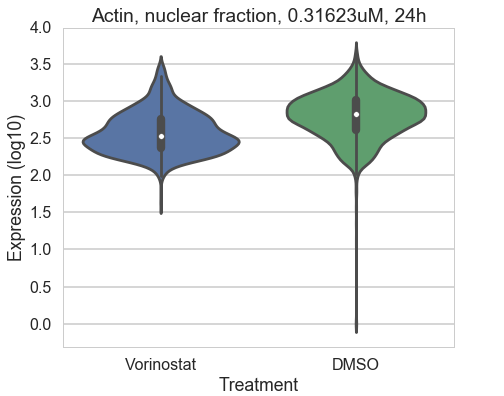 Actin, nuclear fraction, 0.31623uM, 24h
4.0
3.5
3.0
2.5
2.0
1.5
1.0
0.5
0.0
Expression (log10)
Vorinostat
DMSO
Treatment